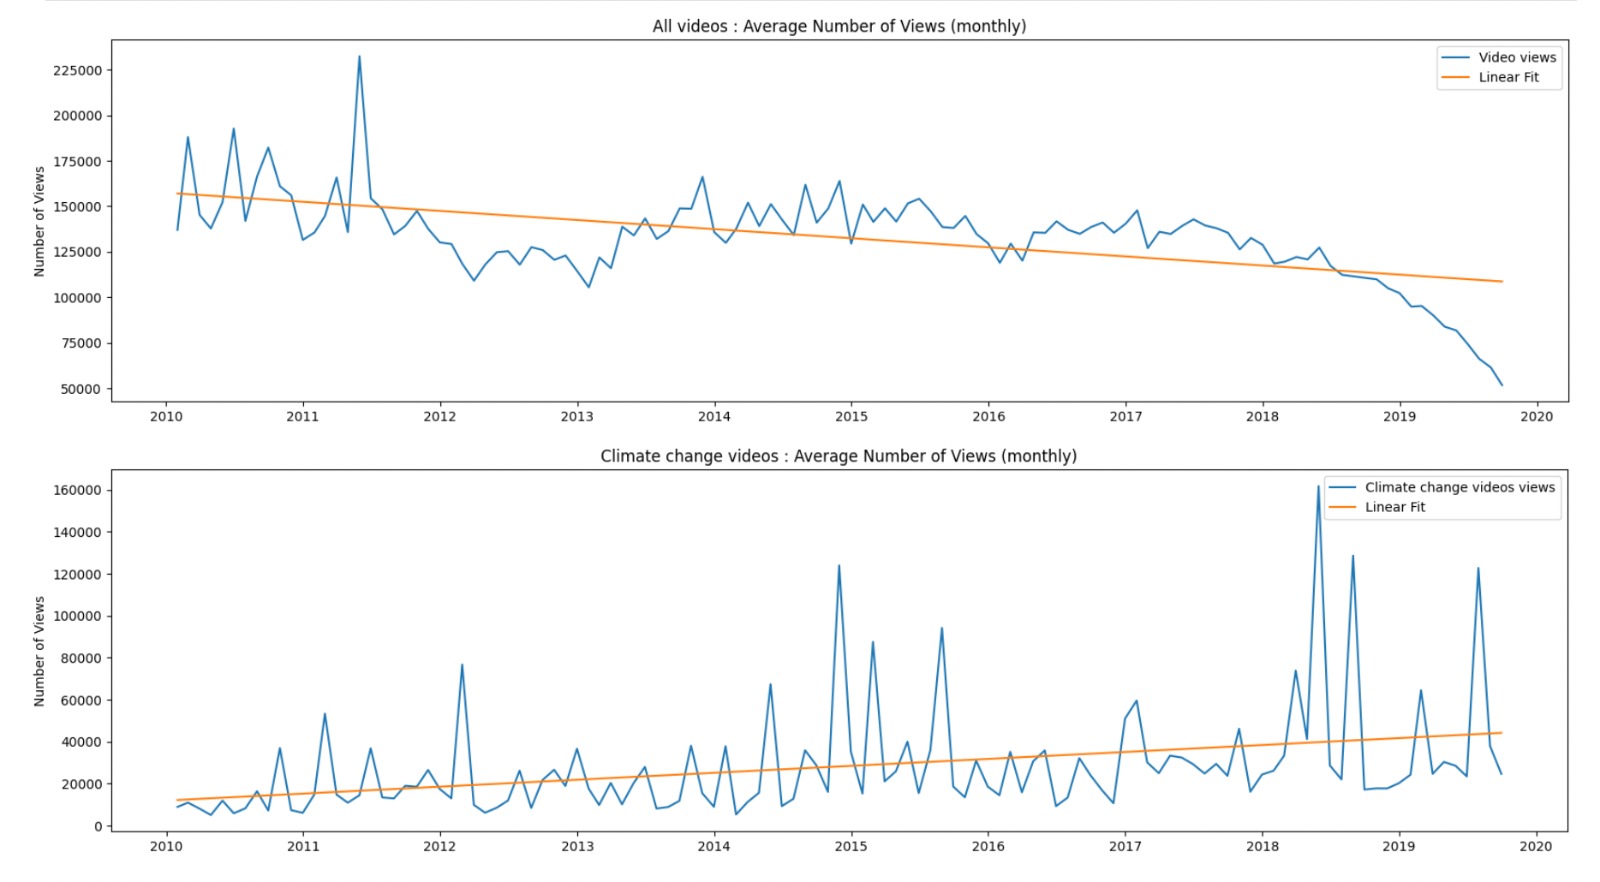 All videos : Average Number of Views (monthly)
Video views
Linear Fit
Number of Views
225000
200000
175000
150000
125000
100000
75000
50000
2010 2011 2012 2013 2014 2015 2016 2017 2018 2019 2020
Climate change videos : Average Number of Views (monthly)
Climate change videos views
Linear Fit
Number of Views
160000
140000
120000
100000
80000
60000
40000
20000
0
2010 2011 2012 2013 2014 2015 2016 2017 2018 2019 2020